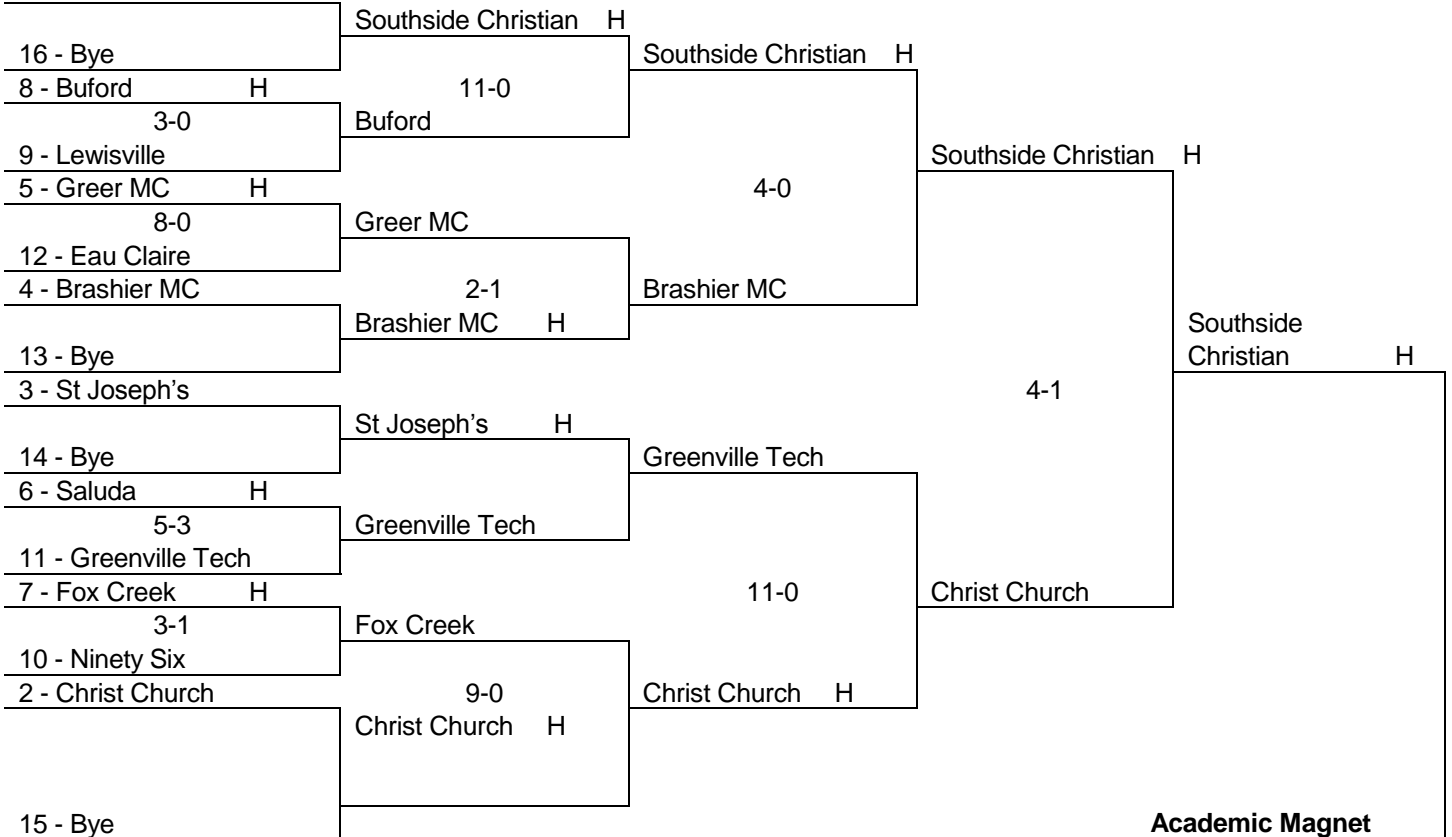 Southside Christian H
16 - Bye
Southside Christian H
8 - Buford H
11-0
3-0
Buford
9 - Lewisville
Southside Christian H
5 - Greer MC H
4-0
8-0
Greer MC
12 - Eau Claire
4 - Brashier MC
2-1
Brashier MC
Brashier MC H
Southside
13 - Bye
Christian H
3 - St Joseph’s
4-1
St Joseph’s H
14 - Bye
Greenville Tech
6 - Saluda H
5-3
Greenville Tech
11 - Greenville Tech
7 - Fox Creek H
11-0
Christ Church
3-1
Fox Creek
10 - Ninety Six
2 - Christ Church
9-0
Christ Church H
Christ Church H
15 - Bye
Academic Magnet